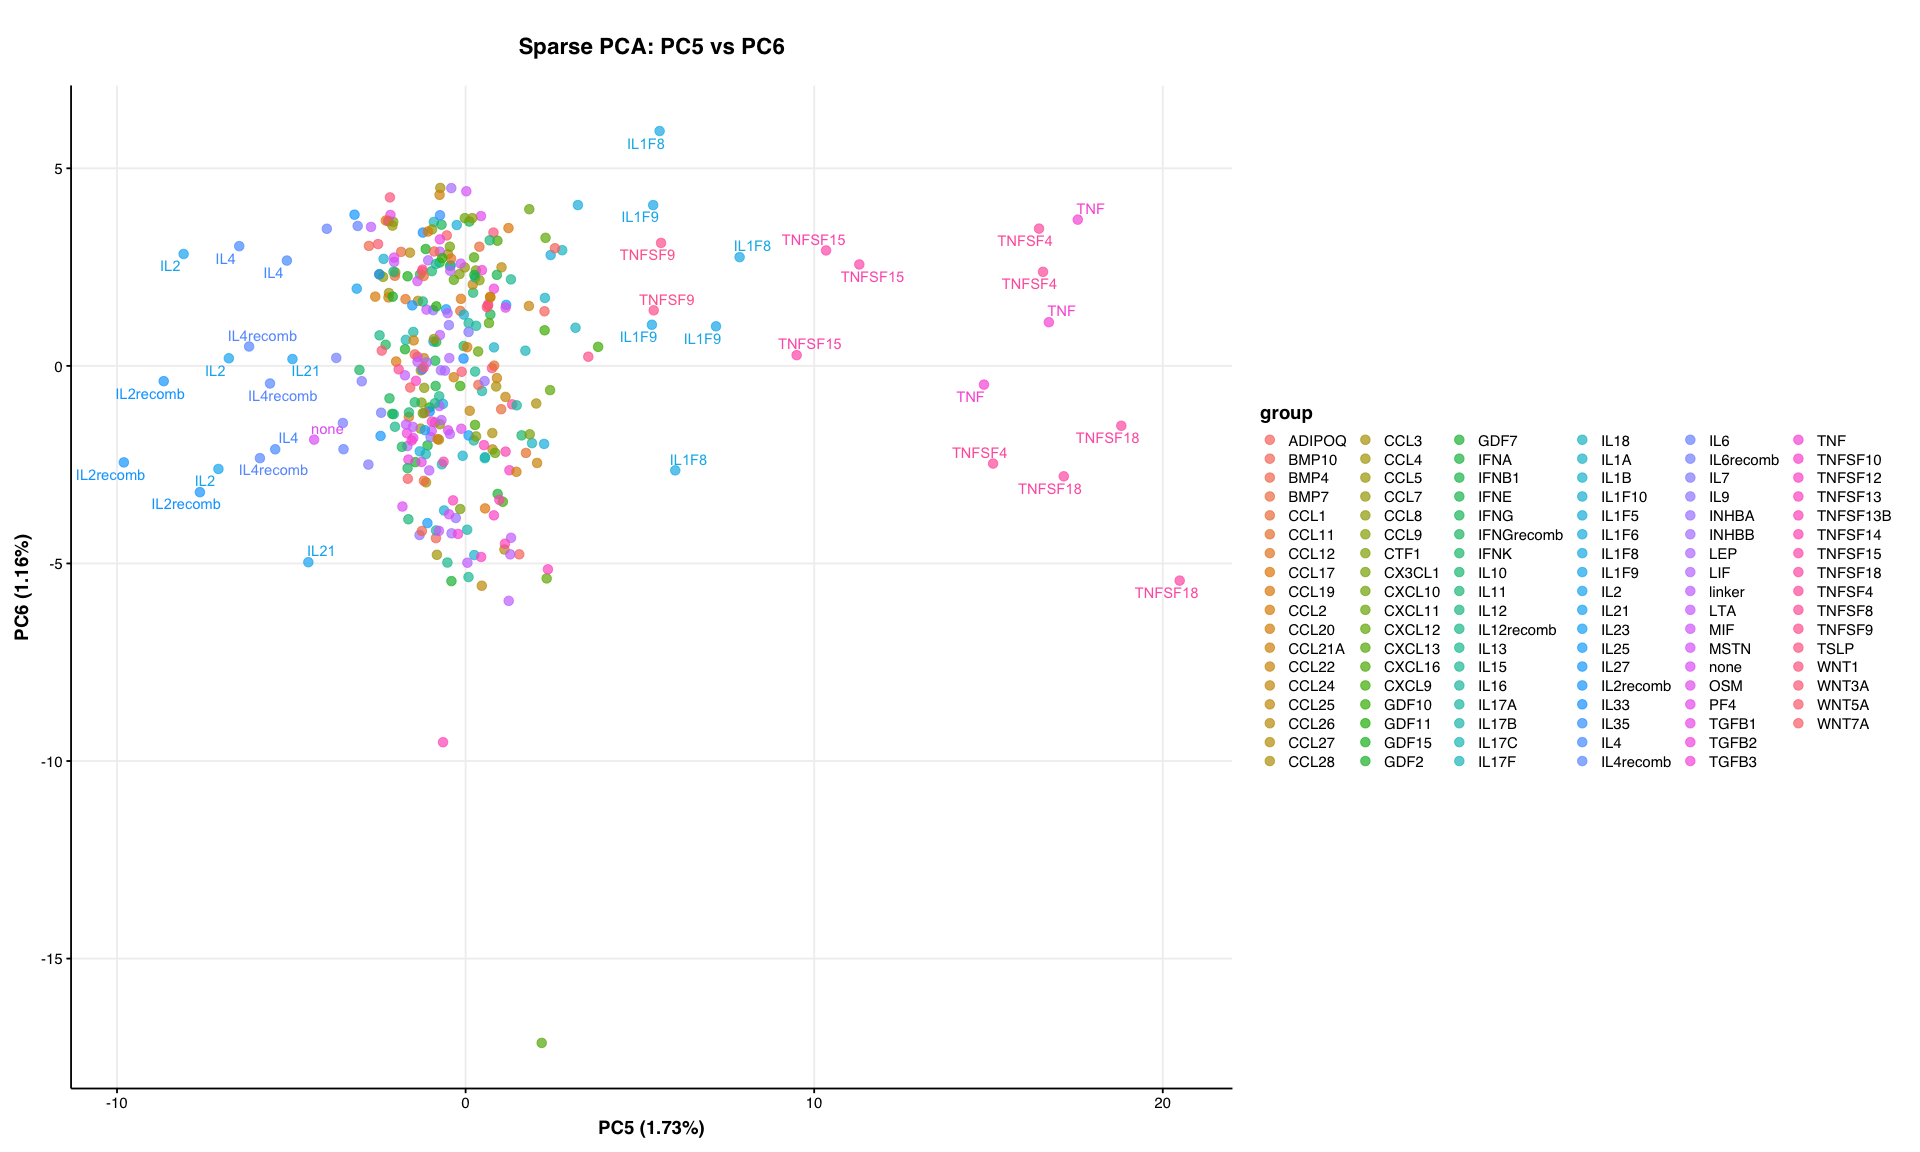 Sparse PCA: PC5 vs PC6
IL1F8
IL1F9
TNF
TNFSF4
TNFSF15
IL1F8
TNFSF9
IL2
IL4
IL4
TNFSF15
TNFSF4
TNFSF9
TNF
IL4recomb
IL1F9
IL1F9
TNFSF15
IL2
IL21
IL2recomb
IL4recomb
TNF
none
IL4
TNFSF18
TNFSF4
IL1F8
IL4recomb
IL2recomb
IL2
TNFSF18
IL2recomb
IL21
TNFSF18
5
0
-5
-10
-15
-10
0
10
20
PC5 (1.73%)
PC6 (1.16%)
group
ADIPOQ
BMP10
BMP4
BMP7
CCL1
CCL11
CCL12
CCL17
CCL19
CCL2
CCL20
CCL21A
CCL22
CCL24
CCL25
CCL26
CCL27
CCL28
CCL3
CCL4
CCL5
CCL7
CCL8
CCL9
CTF1
CX3CL1
CXCL10
CXCL11
CXCL12
CXCL13
CXCL16
CXCL9
GDF10
GDF11
GDF15
GDF2
GDF7
IFNA
IFNB1
IFNE
IFNG
IFNGrecomb
IFNK
IL10
IL11
IL12
IL12recomb
IL13
IL15
IL16
IL17A
IL17B
IL17C
IL17F
IL18
IL1A
IL1B
IL1F10
IL1F5
IL1F6
IL1F8
IL1F9
IL2
IL21
IL23
IL25
IL27
IL2recomb
IL33
IL35
IL4
IL4recomb
IL6
IL6recomb
IL7
IL9
INHBA
INHBB
LEP
LIF
linker
LTA
MIF
MSTN
none
OSM
PF4
TGFB1
TGFB2
TGFB3
TNF
TNFSF10
TNFSF12
TNFSF13
TNFSF13B
TNFSF14
TNFSF15
TNFSF18
TNFSF4
TNFSF8
TNFSF9
TSLP
WNT1
WNT3A
WNT5A
WNT7A